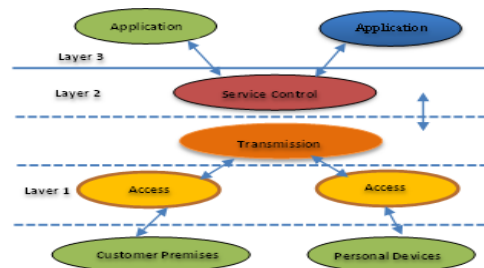 Application
Application
Layer 3
Layer 2
Service Control
Transmission
Layer 1
Access
Access
Customer Premises
Personal Devices